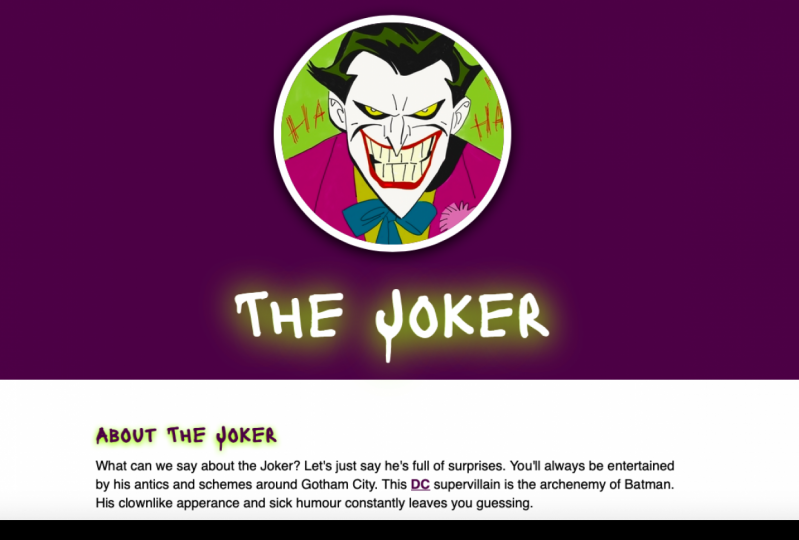 HA
HA
THE JOKER
ABOUT THE JOKER
What can we say about the Joker? Let's just say he's full of surprises. You'll always be entertained
by his antics and schemes around Gotham City. This DC supervillain is the archenemy of Batman.
His clownlike apperance and sick humour constantly leaves you guessing.